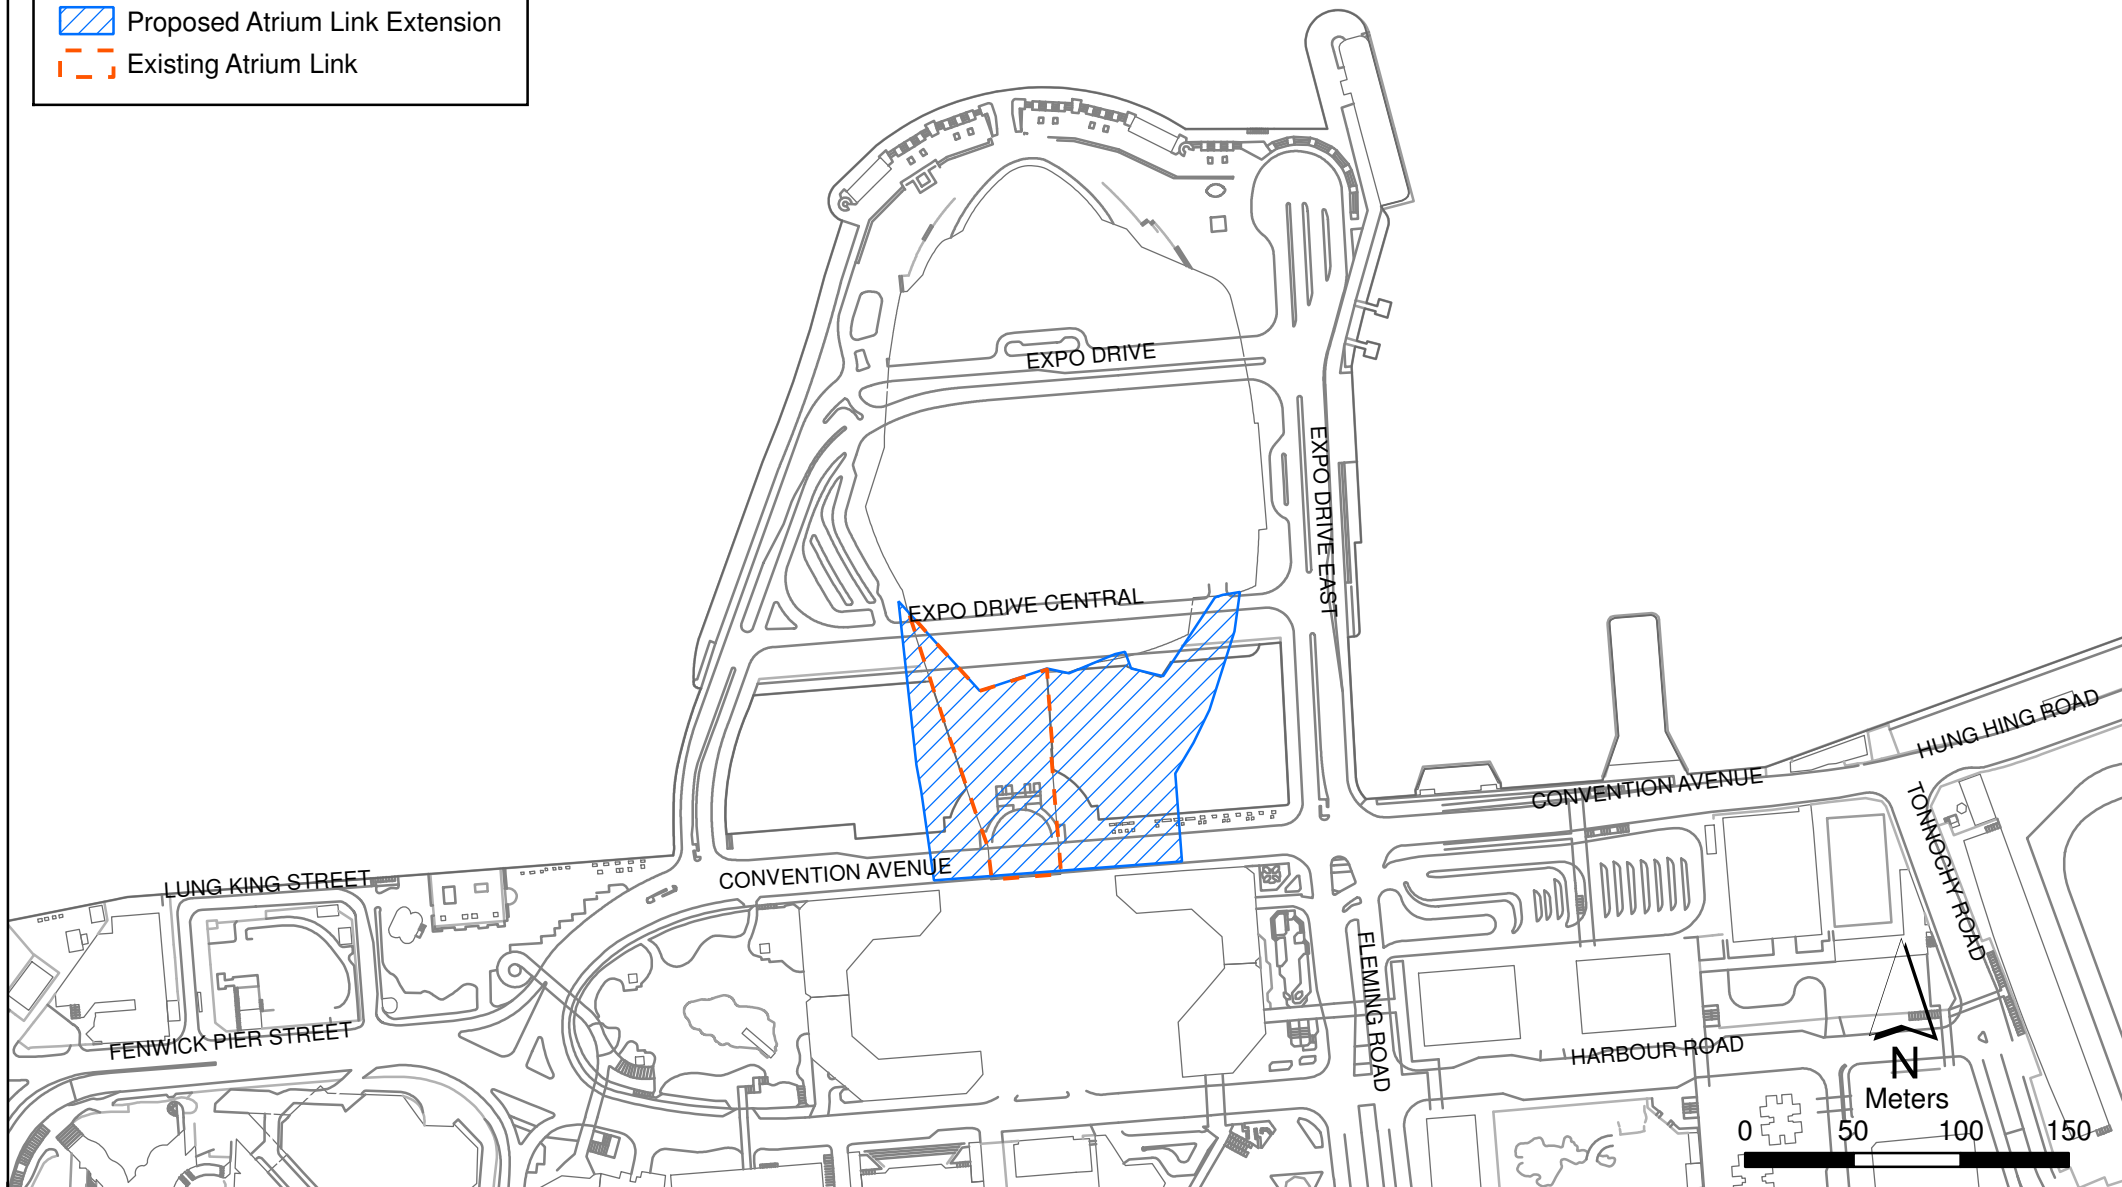 Proposed Atrium Link Extension
Existing Atrium Link
EXPO DRIVE
EXPO DRIVE EAST
EXPO DRIVE CENTRAL
HUNG HING ROAD
CONVENTION AVENUE
TONNOCHY ROAD
CONVENTION AVENUE
LUNG KING STREET
FLEMING ROAD
FENWICK PIER STREET
HARBOUR ROAD
N
Meters
0 50 100 150